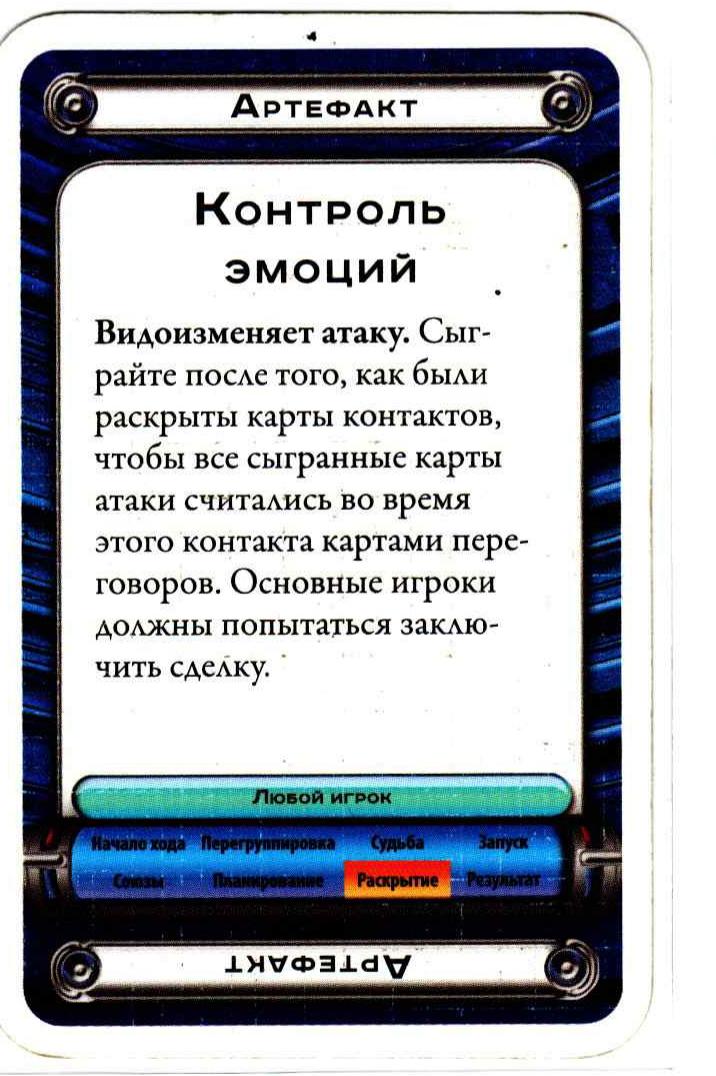 Артефакт
Контроль
эмоций
Видоизменяет атаку. Сыг-
райте после того, как были
раскрыты карты контактов,
чтобы все сыгранные карты
атаки считались во время
этого контакта картами пере-
говоров. Основные игроки
должны попытаться заклю-
чить сделку.
Любой игрок
Начало хода Перегруппировка Судьба Запуск
Союзы Планирование Раскрытие Результат
Артефакт